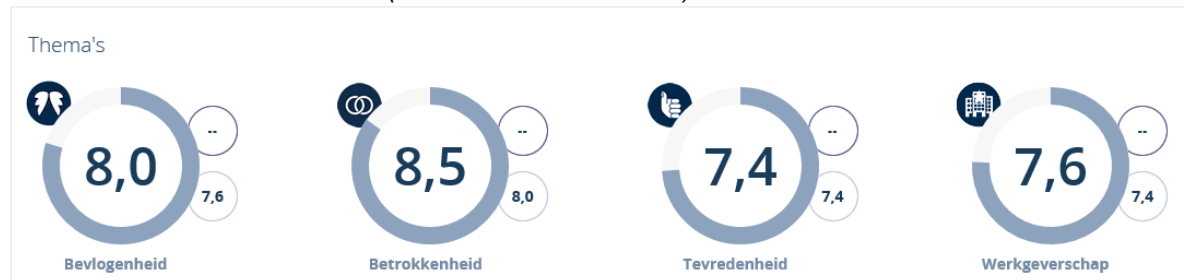 Thema's
8,0
--
7,6
Bevlogenheid
8,5
--
8,0
Betrokkenheid
7,4
--
7,4
Tevredenheid
7,6
--
7,4
Werkgeverschap